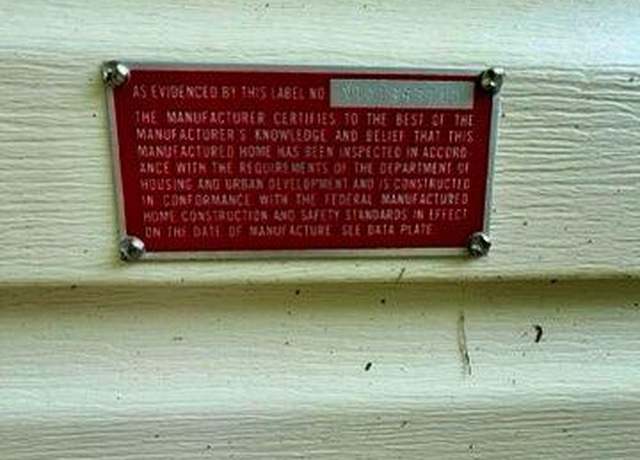 AS EVIDENCED BY THIS LABEL NO
THE MANUFACTURER CERTIFIES TO THE BEST OF THE
MANUFACTURER'S KNOWLEDGE AND BELIEF THAT THIS
MANUFACTURED HOME HAS BEEN INSPECTED IN ACCORD-
ANCE WITH THE REQUIREMENTS OF THE DEPARTMENT OF
HOUSING AND URBAN DEVELOPMENT AND IS CONSTRUCTED
IN CONFORMANCE WITH THE FEDERAL MANUFACTURED
HOME CONSTRUCTION AND SAFETY STANDARDS IN EFFECT
ON THE DATE OF MANUFACTURE. SEE DATA PLATE.